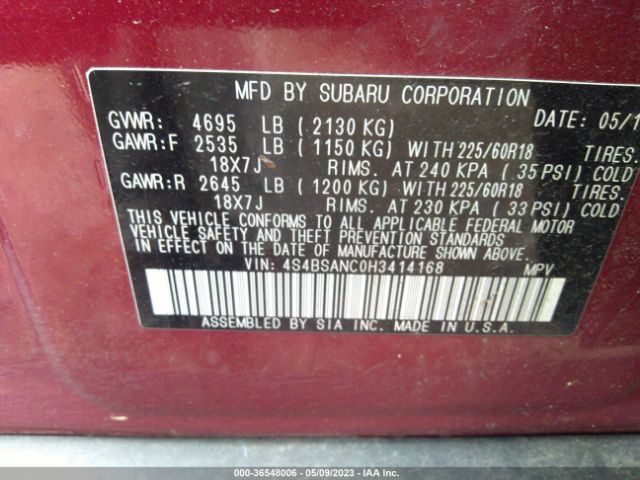 MFD BY SUBARU CORPORATION DATE: 05/1
GVWR: 4695 LB (2130 KG)
GAWR:F 2535 LB (1150 KG) WITH 225/60R18 TIRES.
18X7J RIMS. AT 240 KPA (35 PSI) COLD
GAWR:R 2645 LB (1200 KG) WITH 225/60R18 TIRES.
18X7J RIMS. AT 230 KPA (33 PSI) COLD
THIS VEHICLE CONFORMS TO ALL APPLICABLE FEDERAL MOTOR
VEHICLE SAFETY AND THEFT PREVENTION STANDARDS
IN EFFECT ON THE DATE OF MANUFACTURE SHOWN ABOVE.
VIN: 4S4BSANC0H3414168 MPV
ASSEMBLED BY SIA INC. MADE IN U.S.A.
000-36548006 - 05/09/2023 - IAA Inc.